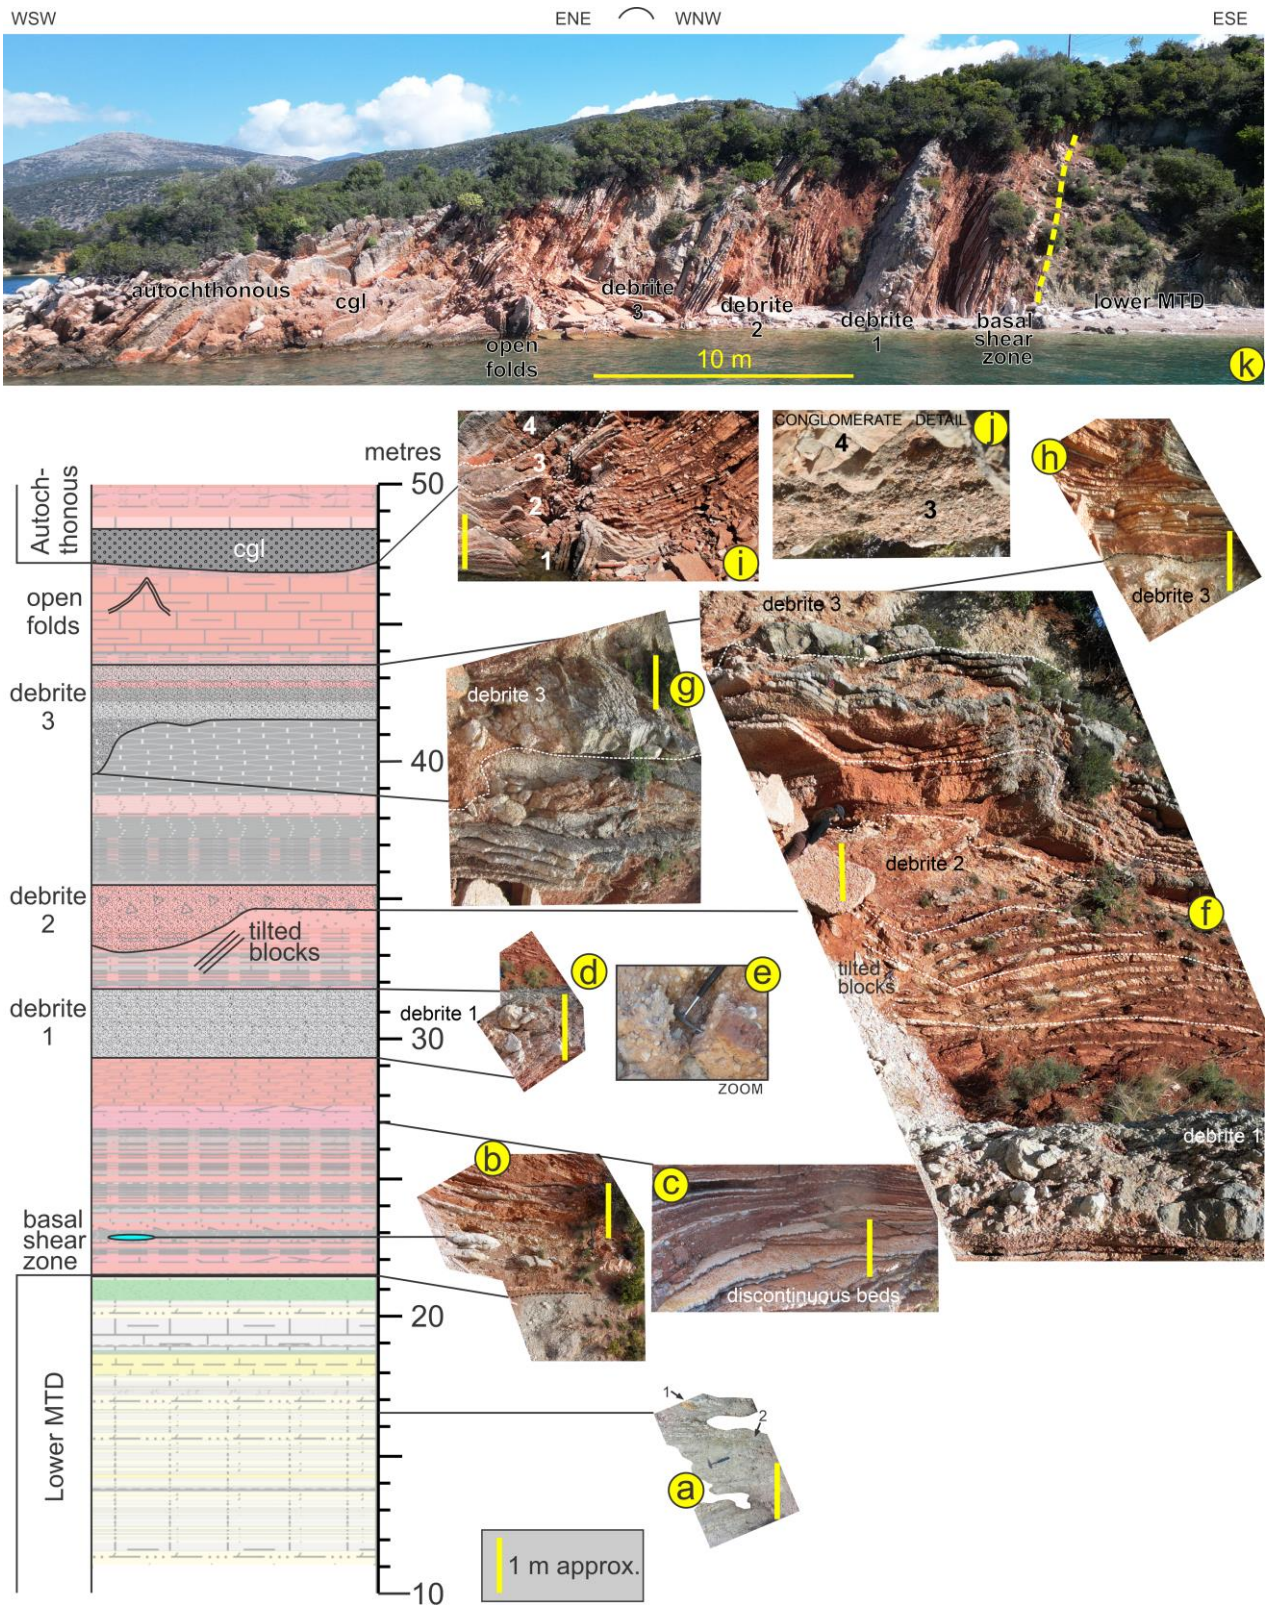 WSW ENE WNW ESE
autochthonous
cgl
open
folds
debrite
3
debrite
2
debrite
1
basal
shear
zone
lower MTD
10 m
k
metres
50
40
30
20
10
Autoch-
thonous
cgl
open
folds
debrite
3
debrite
2
tilted
blocks
debrite
1
basal
shear
zone
Lower MTD
4
3
2
1
i
CONGLOMERATE DETAIL
j
4
3
h
debrite 3
g
debrite 3
debrite 3
debrite 2
f
tilted
blocks
debrite 1
d
debrite 1
e
ZOOM
b
c
discontinuous beds
1
2
a
1 m approx.